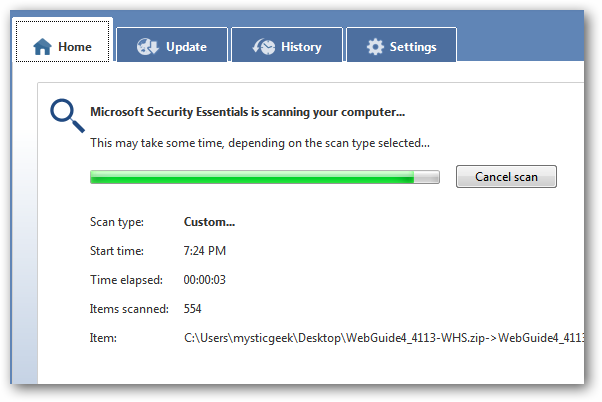 Home Update History Settings
Microsoft Security Essentials is scanning your computer...
This may take some time, depending on the scan type selected...
Cancel scan
Scan type: Custom...
Start time: 7:24 PM
Time elapsed: 00:00:03
Items scanned: 554
Item: C:\Users\mysticgeek\Desktop\WebGuide4_4113-WHS.zip->WebGuide4_4113